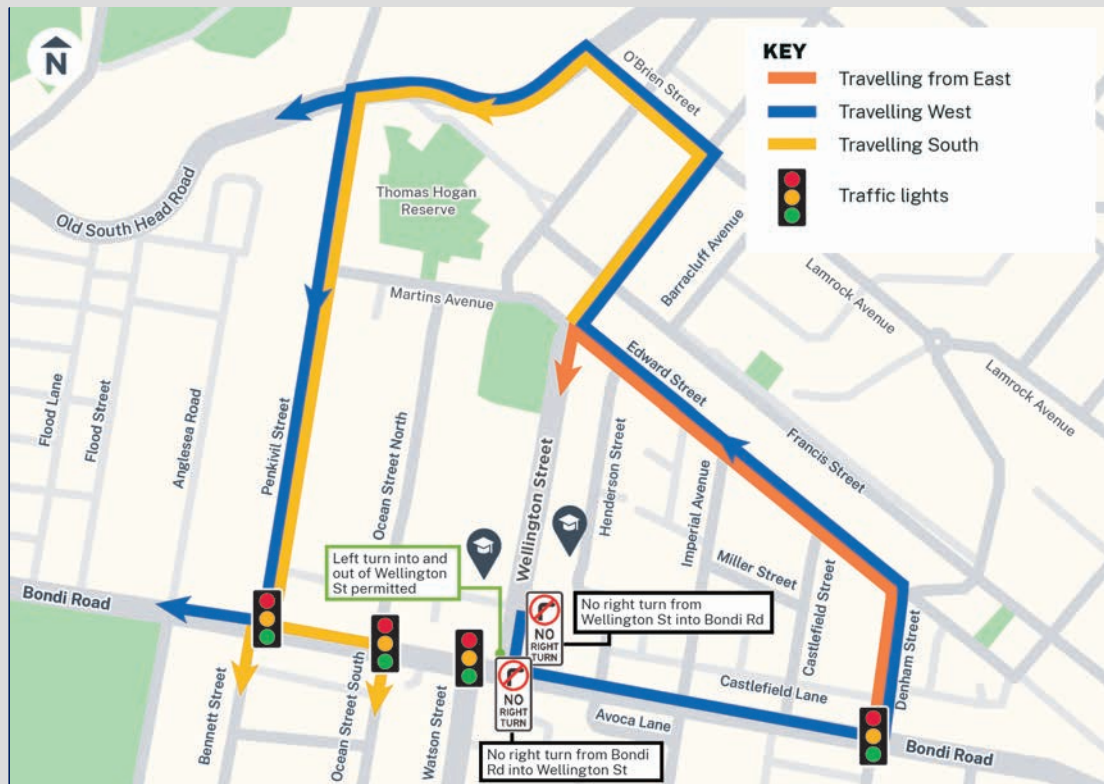 N
KEY
Travelling from East
Travelling West
Travelling South
Traffic lights
O'Brien Street
Old South Head Road
Thomas Hogan
Reserve
Barracluff Avenue
Lamrock Avenue
Lamrock Avenue
Martins Avenue
Edward Street
Francis Street
Flood Lane
Flood Street
Anglesea Road
Penkivil Street
Ocean Street North
Wellington Street
Henderson Street
Imperial Avenue
Miller Street
Castlefield Street
Denham Street
Left turn into and
out of Wellington
St permitted
No right turn from
Wellington St into Bondi Rd
NO
RIGHT
TURN
Bondi Road
NO
RIGHT
TURN
Castlefield Lane
Avoca Lane
Bondi Road
Bennett Street
Ocean Street South
Watson Street
No right turn from Bondi
Rd into Wellington St